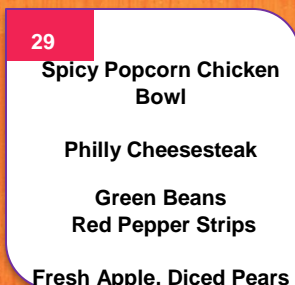 29
Spicy Popcorn Chicken
Bowl
Philly Cheesesteak
Green Beans
Red Pepper Strips
Fresh Apple, Diced Pears